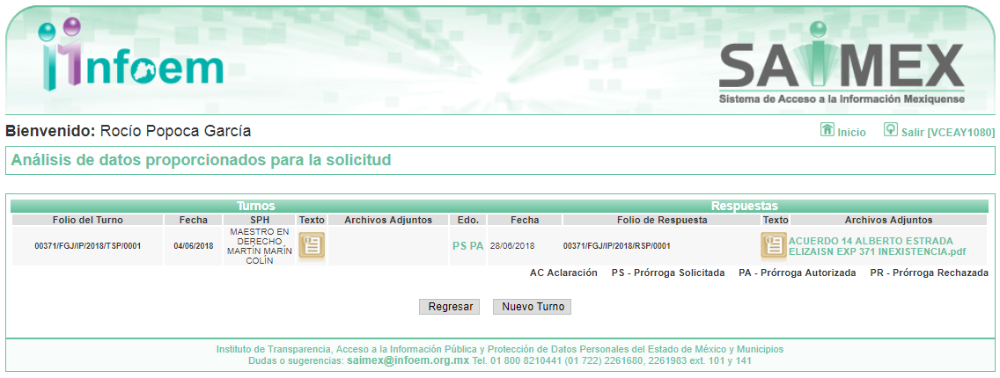 infoem
SAIMEX
Sistema de Acceso a la Información Mexiquense
Bienvenido: Rocío Popoca García
Inicio Salir [VCEAY1080]
Análisis de datos proporcionados para la solicitud
Turnos Respuestas
Folio del Turno Fecha SPH Texto Archivos Adjuntos Edo. Fecha Folio de Respuesta Texto Archivos Adjuntos
00371/FGJ/IP/2018/TSP/0001 04/06/2018 MAESTRO EN
DERECHO
MARTÍN MARÍN
COLÍN
PS PA 28/06/2018 00371/FGJ/IP/2018/RSP/0001 ACUERDO 14 ALBERTO ESTRADA
ELIZAISN EXP 371 INEXISTENCIA.pdf
AC Aclaración PS - Prórroga Solicitada PA - Prórroga Autorizada PR - Prórroga Rechazada
Regresar Nuevo Turno
Instituto de Transparencia, Acceso a la Información Pública y Protección de Datos Personales del Estado de México y Municipios
Dudas o sugerencias: saimex@infoem.org.mx Tel. 01 800 8210441 (01 722) 2261680, 2261983 ext. 101 y 141